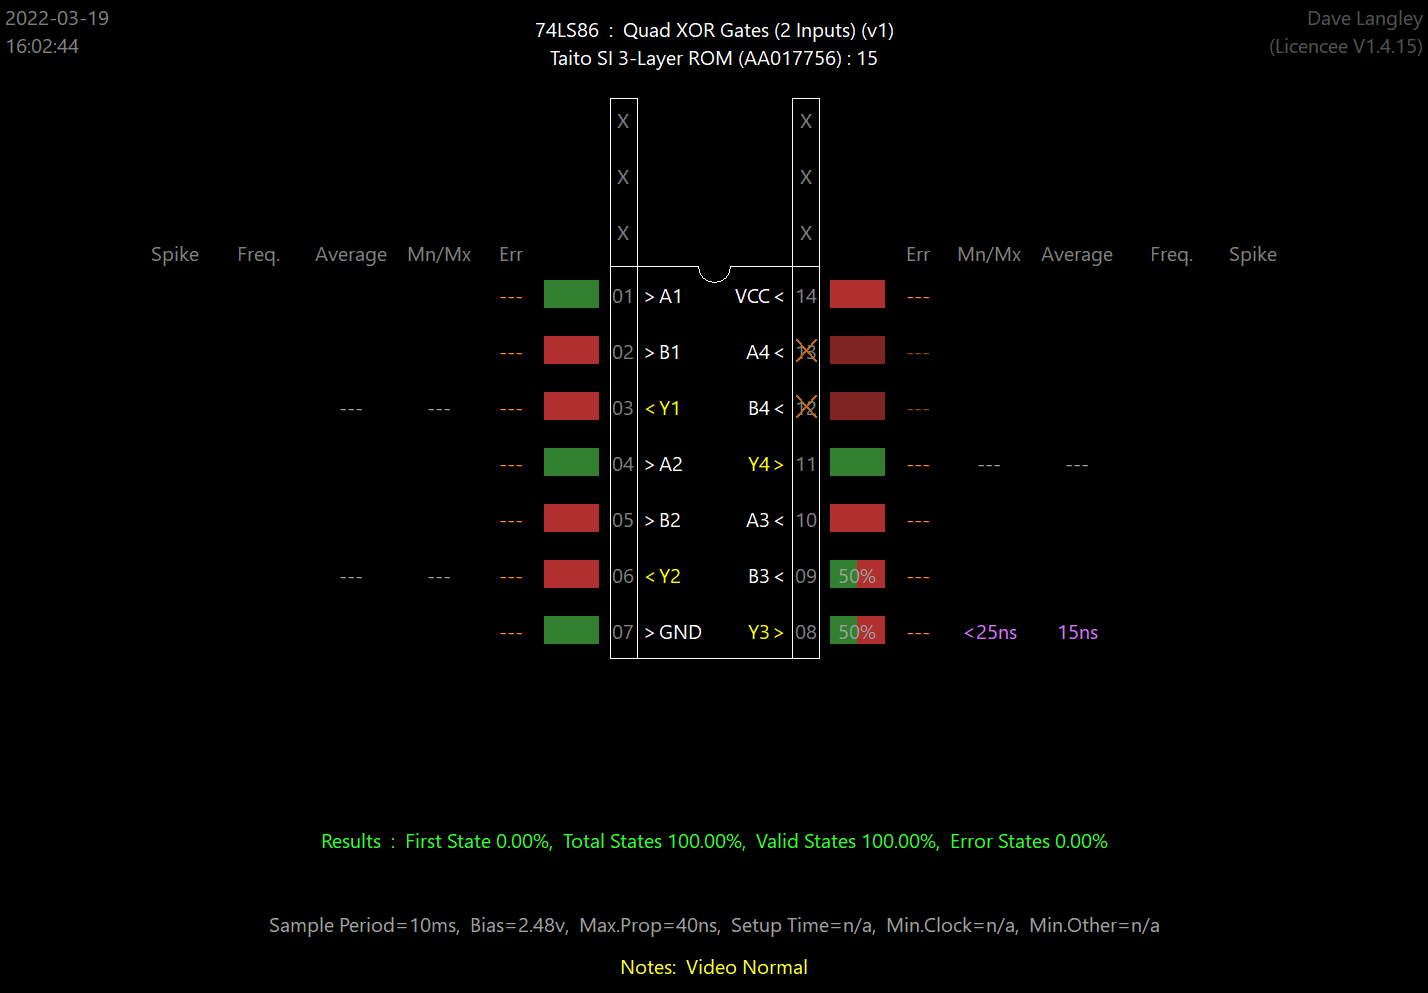 2022-03-19
16:02:44
74LS86 : Quad XOR Gates (2 Inputs) (v1)
Taito SI 3-Layer ROM (AA017756) : 15
Dave Langley
(Licencee V1.4.15)
X X
X X
X X
Spike Freq. Average Mn/Mx Err Err Mn/Mx Average Freq. Spike
--- 01 > A1 VCC < 14 ---
--- 02 > B1 A4 < 13 ---
--- --- --- 03 < Y1 B4 < 12 ---
--- 04 > A2 Y4 > 11 --- --- ---
--- 05 > B2 A3 < 10 ---
--- --- --- 06 < Y2 B3 < 09 50% ---
--- 07 > GND Y3 > 08 50% --- <25ns 15ns
Results : First State 0.00%, Total States 100.00%, Valid States 100.00%, Error States 0.00%
Sample Period=10ms, Bias=2.48v, Max.Prop=40ns, Setup Time=n/a, Min.Clock=n/a, Min.Other=n/a
Notes: Video Normal